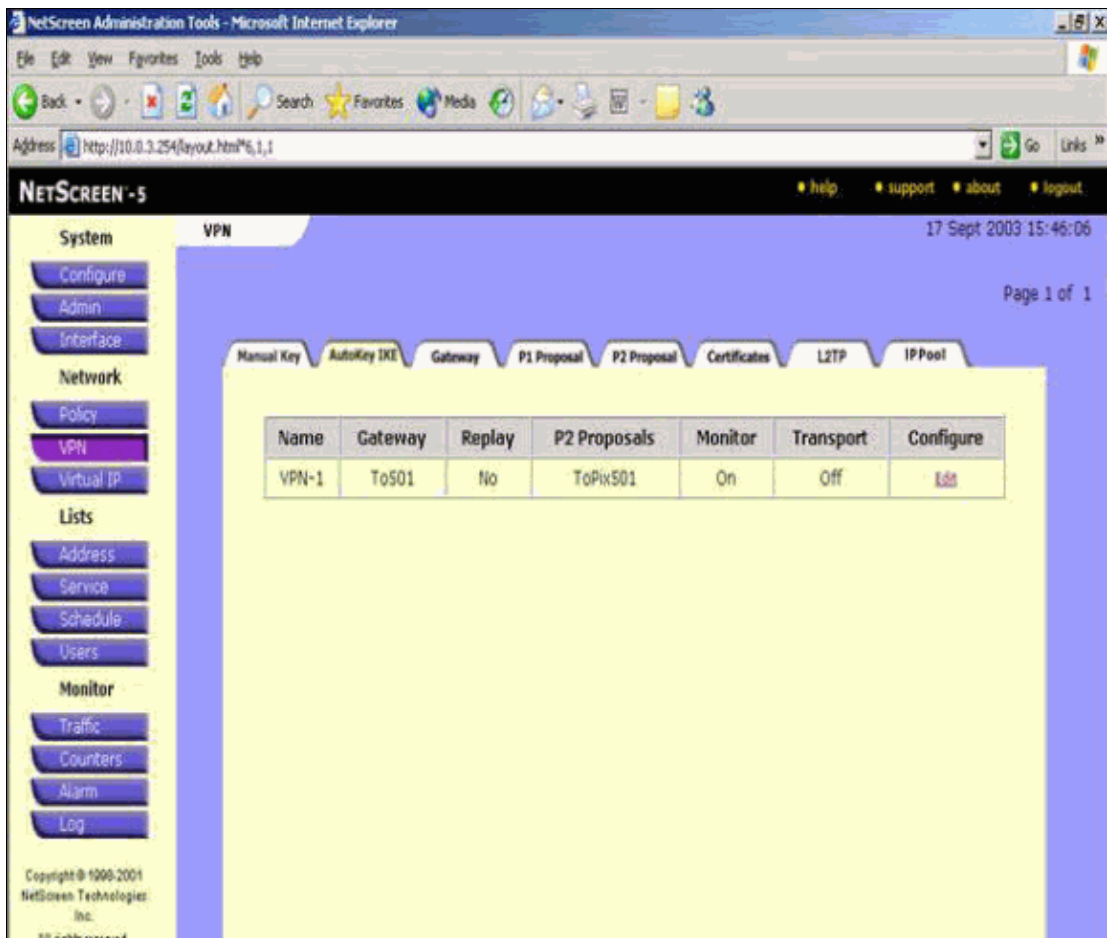 NetScreen Administration Tools - Microsoft Internet Explorer
File Edit View Favorites Tools Help
Back Search Favorites Media
Address http://10.0.3.254/layout.html*6,1,1 Go Links »
NETSCREEN-5 help support about logout
System
Configure
Admin
Interface
Network
Policy
VPN
Virtual IP
Lists
Address
Service
Schedule
Users
Monitor
Traffic
Counters
Alarm
Log
Copyright © 1998-2001
NetScreen Technologies
Inc.
All rights reserved
VPN 17 Sept 2003 15:46:06
Page 1 of 1
Manual Key AutoKey IKE Gateway P1 Proposal P2 Proposal Certificates L2TP IP Pool
Name Gateway Replay P2 Proposals Monitor Transport Configure
VPN-1 To501 No ToPix501 On Off Edit